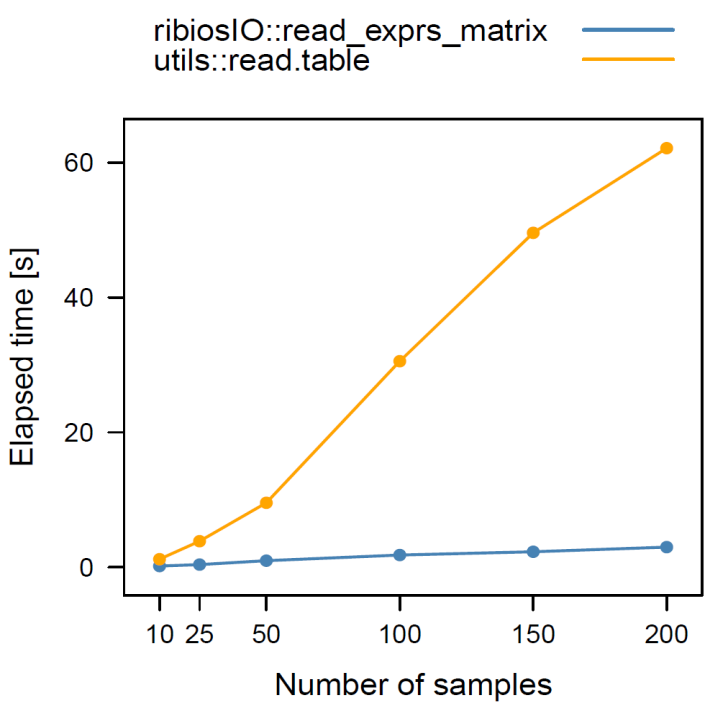 ribiosIO::read_exprs_matrix
utils::read.table
Elapsed time [s]
60
40
20
0
10 25 50 100 150 200
Number of samples